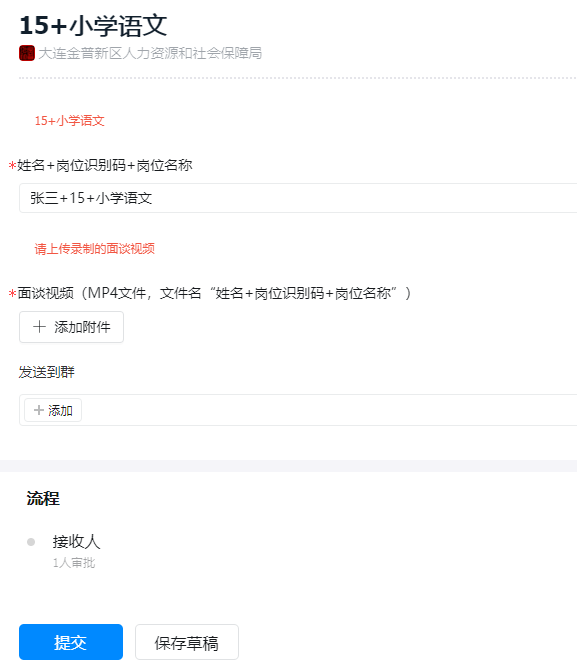 15+小学语文
大连金普新区人力资源和社会保障局
15+小学语文
*姓名+岗位识别码+岗位名称
张三+15+小学语文
请上传录制的面谈视频
*面谈视频（MP4文件，文件名“姓名+岗位识别码+岗位名称”）
+ 添加附件
发送到群
+ 添加
流程
接收人
1人审批
提交
保存草稿